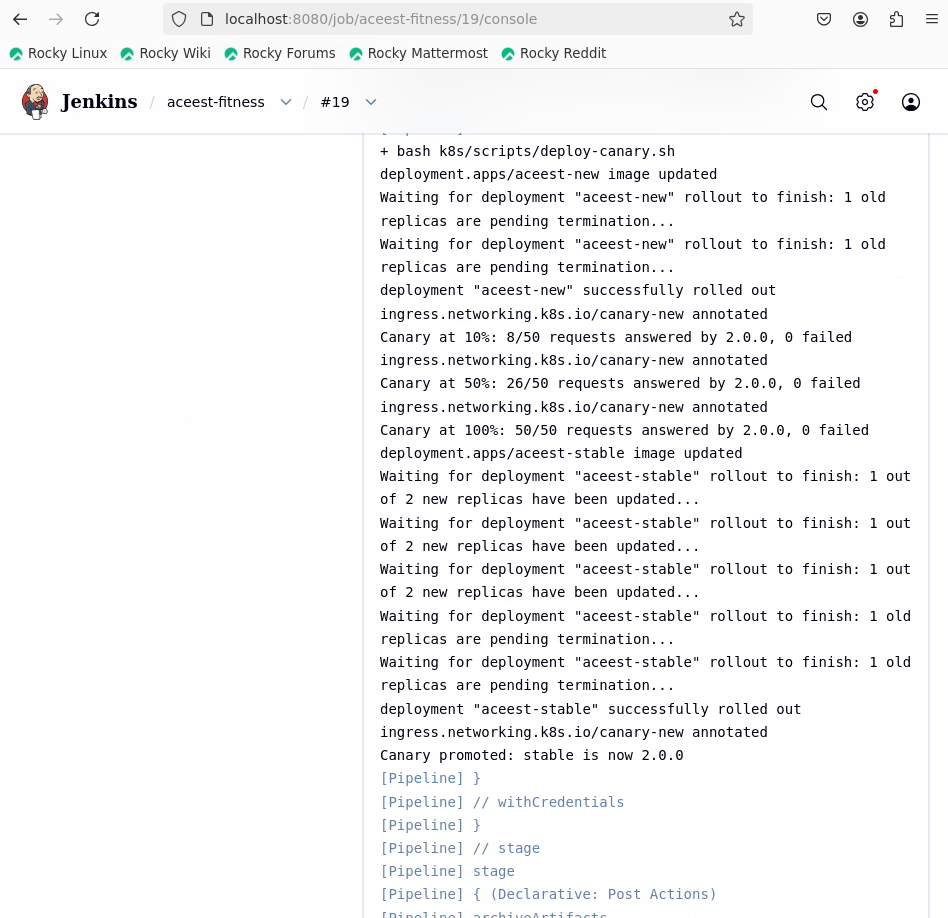 localhost:8080/job/aceest-fitness/19/console
Rocky Linux Rocky Wiki Rocky Forums Rocky Mattermost Rocky Reddit
Jenkins / aceest-fitness / #19
+ bash k8s/scripts/deploy-canary.sh
deployment.apps/aceest-new image updated
Waiting for deployment "aceest-new" rollout to finish: 1 old
replicas are pending termination...
Waiting for deployment "aceest-new" rollout to finish: 1 old
replicas are pending termination...
deployment "aceest-new" successfully rolled out
ingress.networking.k8s.io/canary-new annotated
Canary at 10%: 8/50 requests answered by 2.0.0, 0 failed
ingress.networking.k8s.io/canary-new annotated
Canary at 50%: 26/50 requests answered by 2.0.0, 0 failed
ingress.networking.k8s.io/canary-new annotated
Canary at 100%: 50/50 requests answered by 2.0.0, 0 failed
deployment.apps/aceest-stable image updated
Waiting for deployment "aceest-stable" rollout to finish: 1 out
of 2 new replicas have been updated...
Waiting for deployment "aceest-stable" rollout to finish: 1 out
of 2 new replicas have been updated...
Waiting for deployment "aceest-stable" rollout to finish: 1 out
of 2 new replicas have been updated...
Waiting for deployment "aceest-stable" rollout to finish: 1 old
replicas are pending termination...
Waiting for deployment "aceest-stable" rollout to finish: 1 old
replicas are pending termination...
deployment "aceest-stable" successfully rolled out
ingress.networking.k8s.io/canary-new annotated
Canary promoted: stable is now 2.0.0
[Pipeline] }
[Pipeline] // withCredentials
[Pipeline] }
[Pipeline] // stage
[Pipeline] stage
[Pipeline] { (Declarative: Post Actions)
[Pipeline] archiveArtifacts